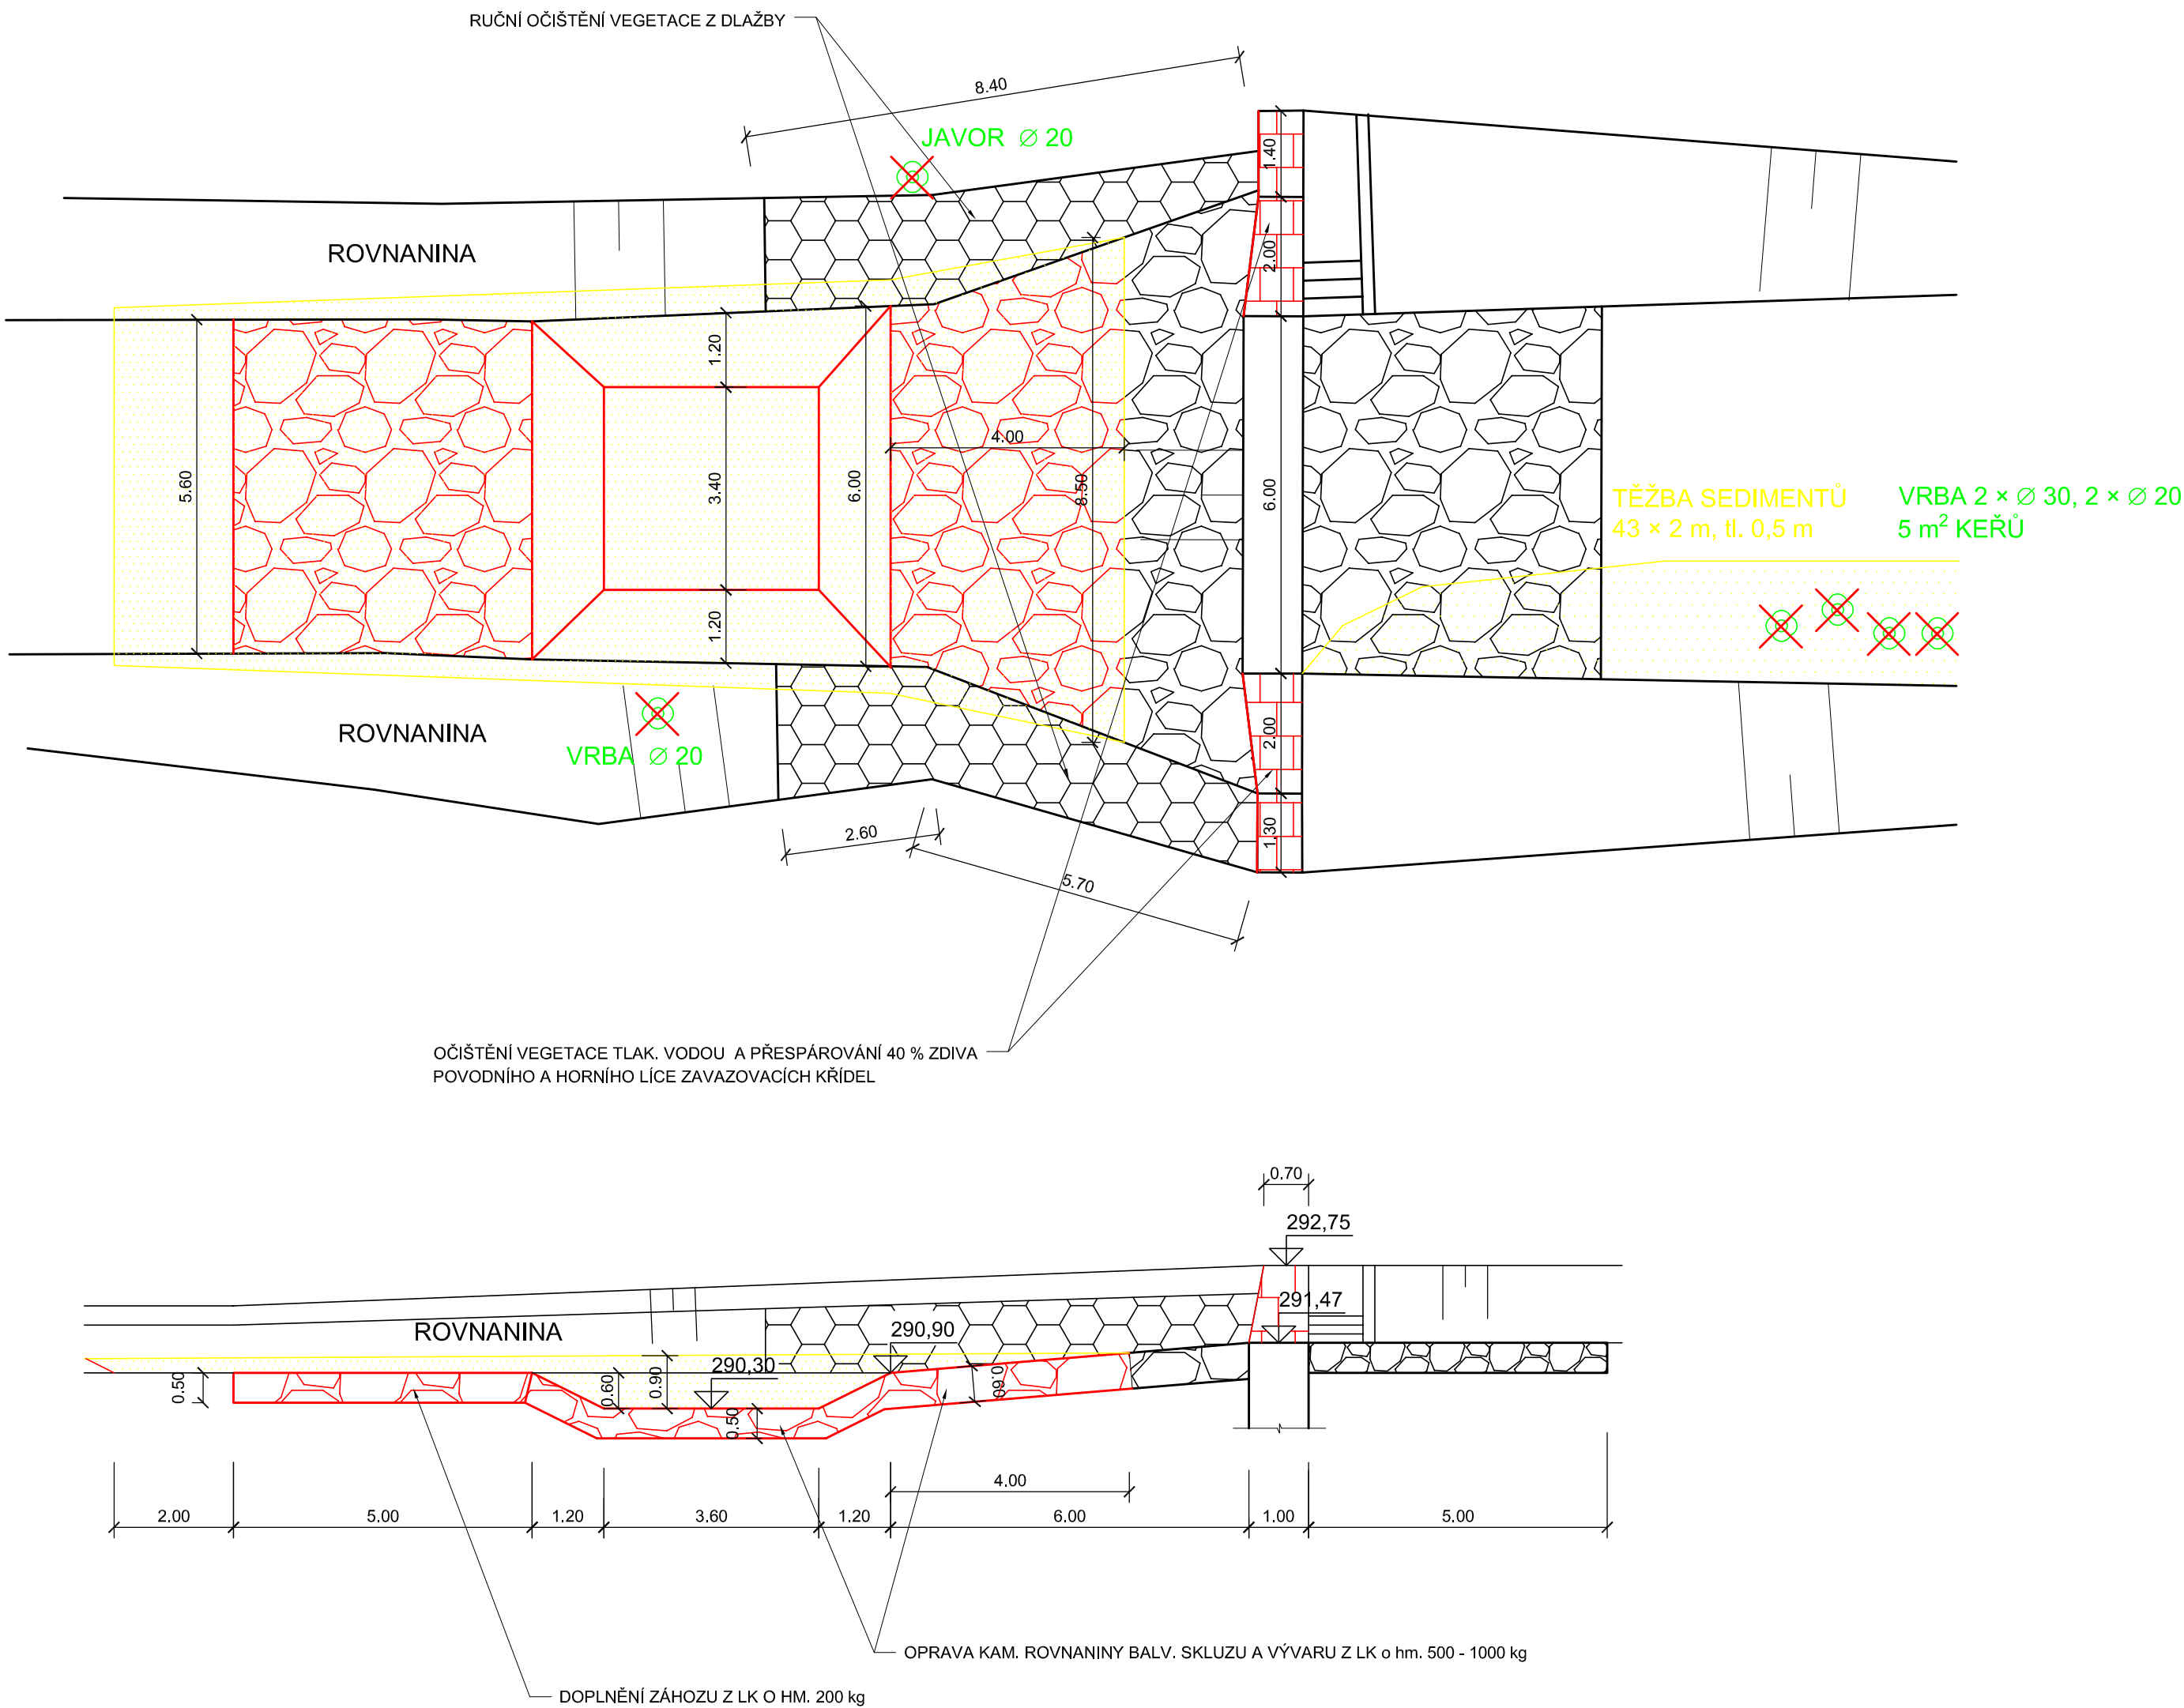 RUČNÍ OČIŠTĚNÍ VEGETACE Z DLAŽBY
8.40
JAVOR ∅ 20
1.40
ROVNANINA
2.00
1.20
5.60
3.40
6.00
4.00
8.50
6.00
TĚŽBA SEDIMENTŮ
43 × 2 m, tl. 0,5 m
VRBA 2 × ∅ 30, 2 × ∅ 20
5 m² KEŘŮ
1.20
ROVNANINA
VRBA ∅ 20
2.00
2.60
1.30
5.70
OČIŠTĚNÍ VEGETACE TLAK. VODOU A PŘESPÁROVÁNÍ 40 % ZDIVA
POVODNÍHO A HORNÍHO LÍCE ZAVAZOVACÍCH KŘÍDEL
0.70
292,75
291,47
ROVNANINA
290,90
290,30
0.50
0.60
0.90
0.50
0.60
4.00
2.00
5.00
1.20
3.60
1.20
6.00
1.00
5.00
OPRAVA KAM. ROVNANINY BALV. SKLUZU A VÝVARU Z LK o hm. 500 - 1000 kg
DOPLNĚNÍ ZÁHOZU Z LK O HM. 200 kg